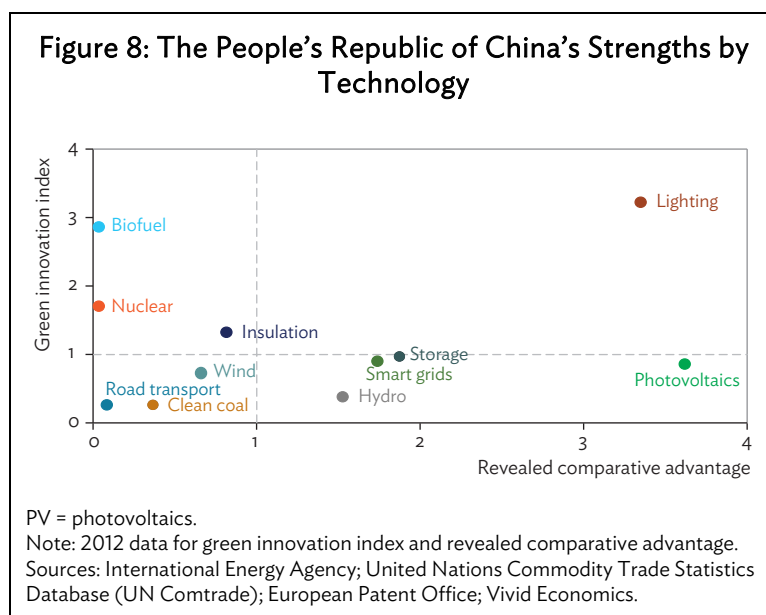 Figure 8: The People’s Republic of China’s Strengths by
Technology
Green innovation index
4
3
2
1
0
Lighting
Biofuel
Nuclear
Insulation
Storage
Wind
Smart grids
Photovoltaics
Road transport
Hydro
Clean coal
0
1
2
3
4
Revealed comparative advantage
PV = photovoltaics.
Note: 2012 data for green innovation index and revealed comparative advantage.
Sources: International Energy Agency; United Nations Commodity Trade Statistics
Database (UN Comtrade); European Patent Office; Vivid Economics.